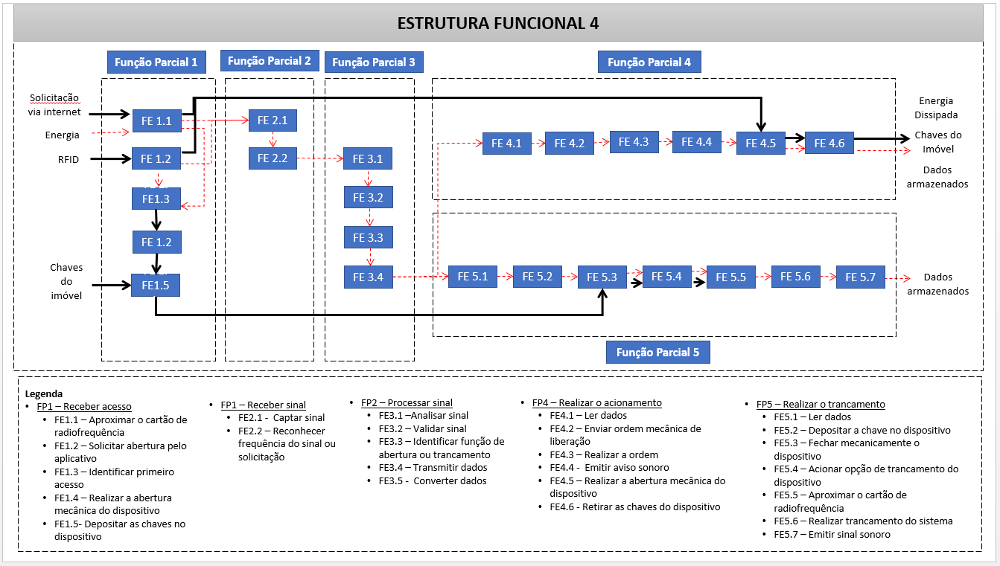 ESTRUTURA FUNCIONAL 4
Função Parcial 1
Função Parcial 2
Função Parcial 3
Função Parcial 4
Solicitação
via internet
Energia
RFID
Chaves
do
imóvel
FE 1.1
FE 1.2
FE1.3
FE 1.2
FE1.5
FE 2.1
FE 2.2
FE 3.1
FE 3.2
FE 3.3
FE 3.4
FE 4.1
FE 4.2
FE 4.3
FE 4.4
FE 4.5
FE 4.6
Energia
Dissipada
Chaves do
Imóvel
Dados
armazenados
FE 5.1
FE 5.2
FE 5.3
FE 5.4
FE 5.5
FE 5.6
FE 5.7
Dados
armazenados
Função Parcial 5
Legenda
• FP1 – Receber acesso
• FE1.1 – Aproximar o cartão de
radiofrequência
• FE1.2 – Solicitar abertura pelo
aplicativo
• FE1.3 – Identificar primeiro
acesso
• FE1.4 – Realizar a abertura
mecânica do dispositivo
• FE1.5- Depositar as chaves no
dispositivo
• FP1 – Receber sinal
• FE2.1 - Captar sinal
• FE2.2 – Reconhecer
frequência do sinal ou
solicitação
• FP2 – Processar sinal
• FE3.1 –Analisar sinal
• FE3.2 – Validar sinal
• FE3.3 – Identificar função de
abertura ou trancamento
• FE3.4 – Transmitir dados
• FE3.5 - Converter dados
• FP4 – Realizar o acionamento
• FE4.1 – Ler dados
• FE4.2 – Enviar ordem mecânica de
liberação
• FE4.3 – Realizar a ordem
• FE4.4 - Emitir aviso sonoro
• FE4.5 – Realizar a abertura mecânica do
dispositivo
• FE4.6 - Retirar as chaves do dispositivo
• FP5 – Realizar o trancamento
• FE5.1 – Ler dados
• FE5.2 – Depositar a chave no dispositivo
• FE5.3 – Fechar mecanicamente o
dispositivo
• FE5.4 – Acionar opção de trancamento do
dispositivo
• FE5.5 – Aproximar o cartão de
radiofrequência
• FE5.6 – Realizar trancamento do sistema
• FE5.7 – Emitir sinal sonoro